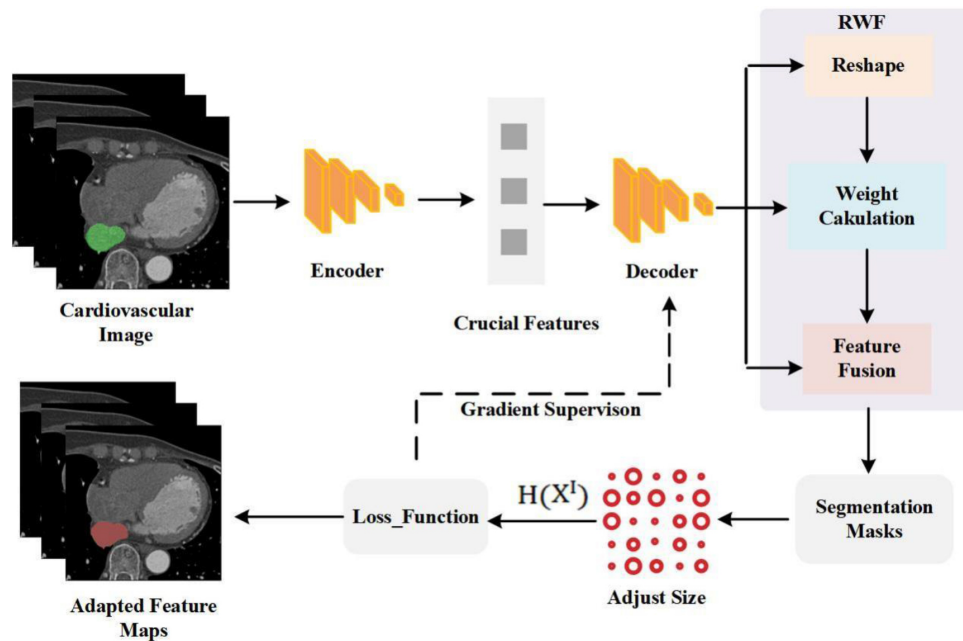 RWF
Reshape
Weight
Cakulation
Feature
Fusion
Encoder
Decoder
Cardiovascular
Image
Crucial Features
Gradient Supervison
H(X^I)
Loss_Function
Segmentation
Masks
Adjust Size
Adapted Feature
Maps